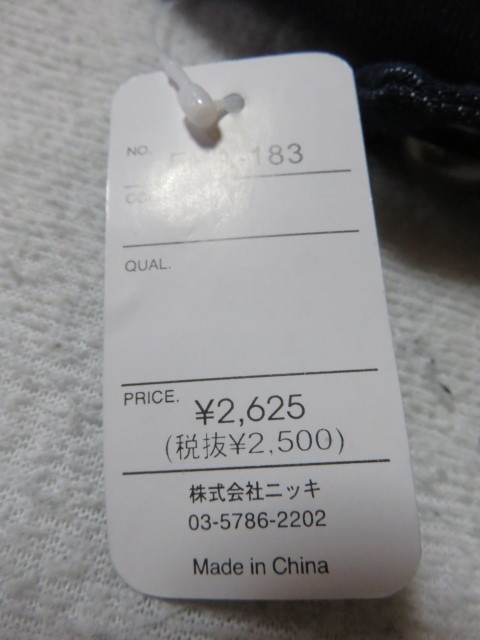 NO. 183
QUAL.
PRICE. ¥2,625
(税抜¥2,500)
株式会社ニッキ
03-5786-2202
Made in China